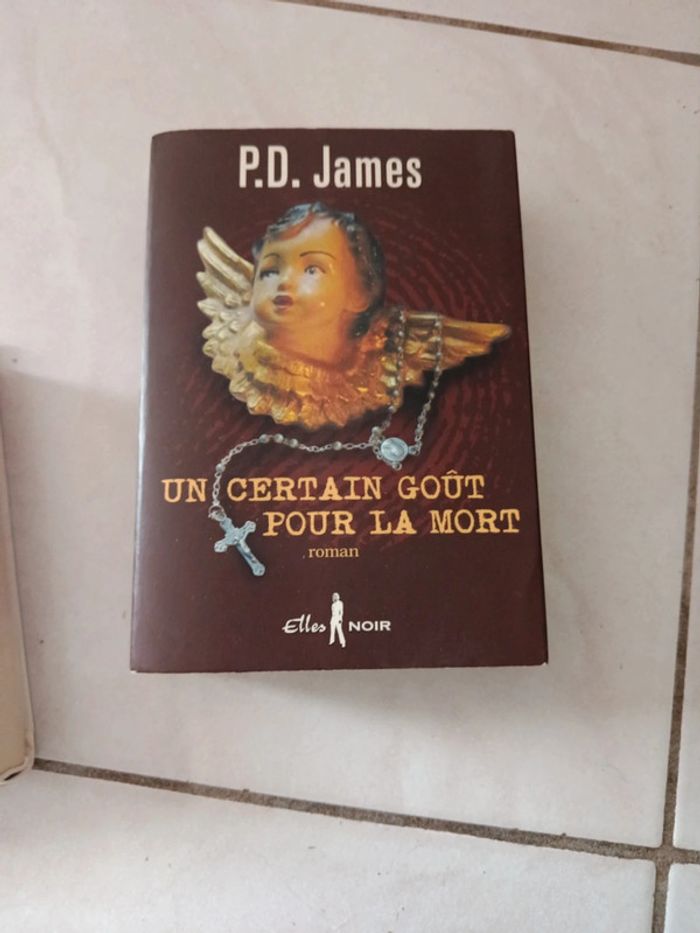 P.D. James
UN CERTAIN GOÛT
POUR LA MORT
roman
Elles NOIR